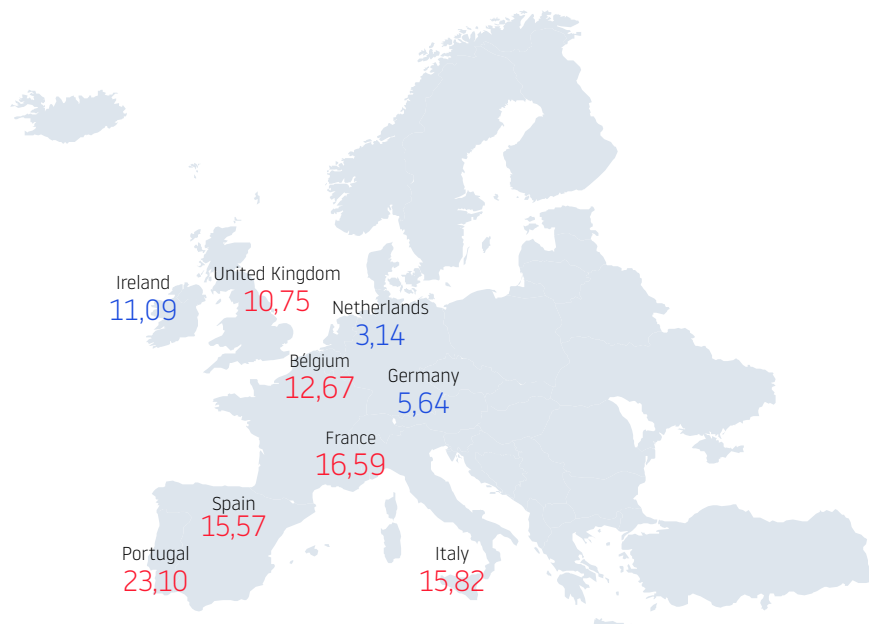 Ireland
11,09
United Kingdom
10,75
Netherlands
3,14
Bélgium
12,67
Germany
5,64
France
16,59
Spain
15,57
Portugal
23,10
Italy
15,82